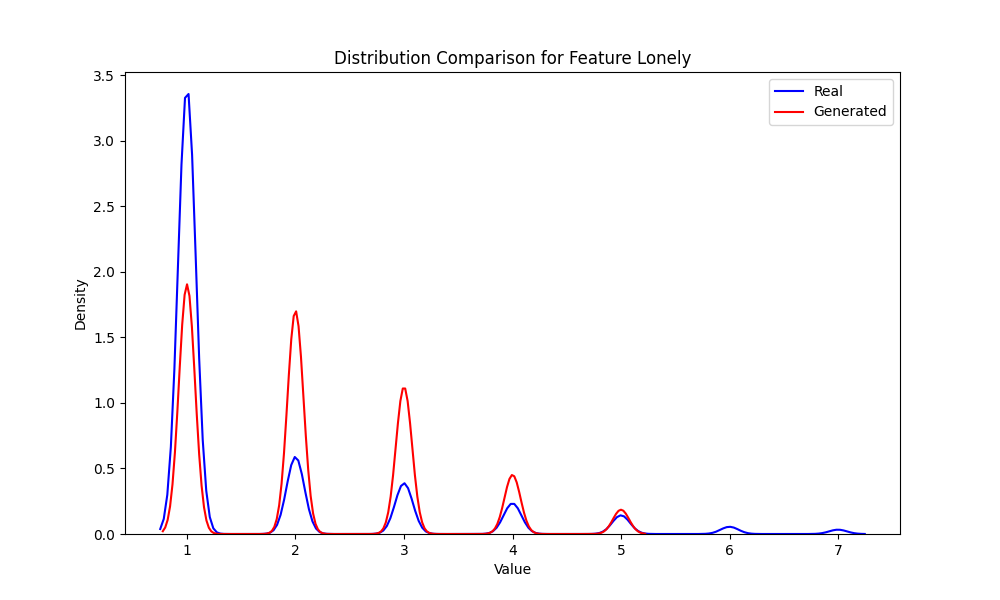 Distribution Comparison for Feature Lonely
3.5
3.0
2.5
2.0
1.5
1.0
0.5
0.0
Density
Real
Generated
1 2 3 4 5 6 7
Value